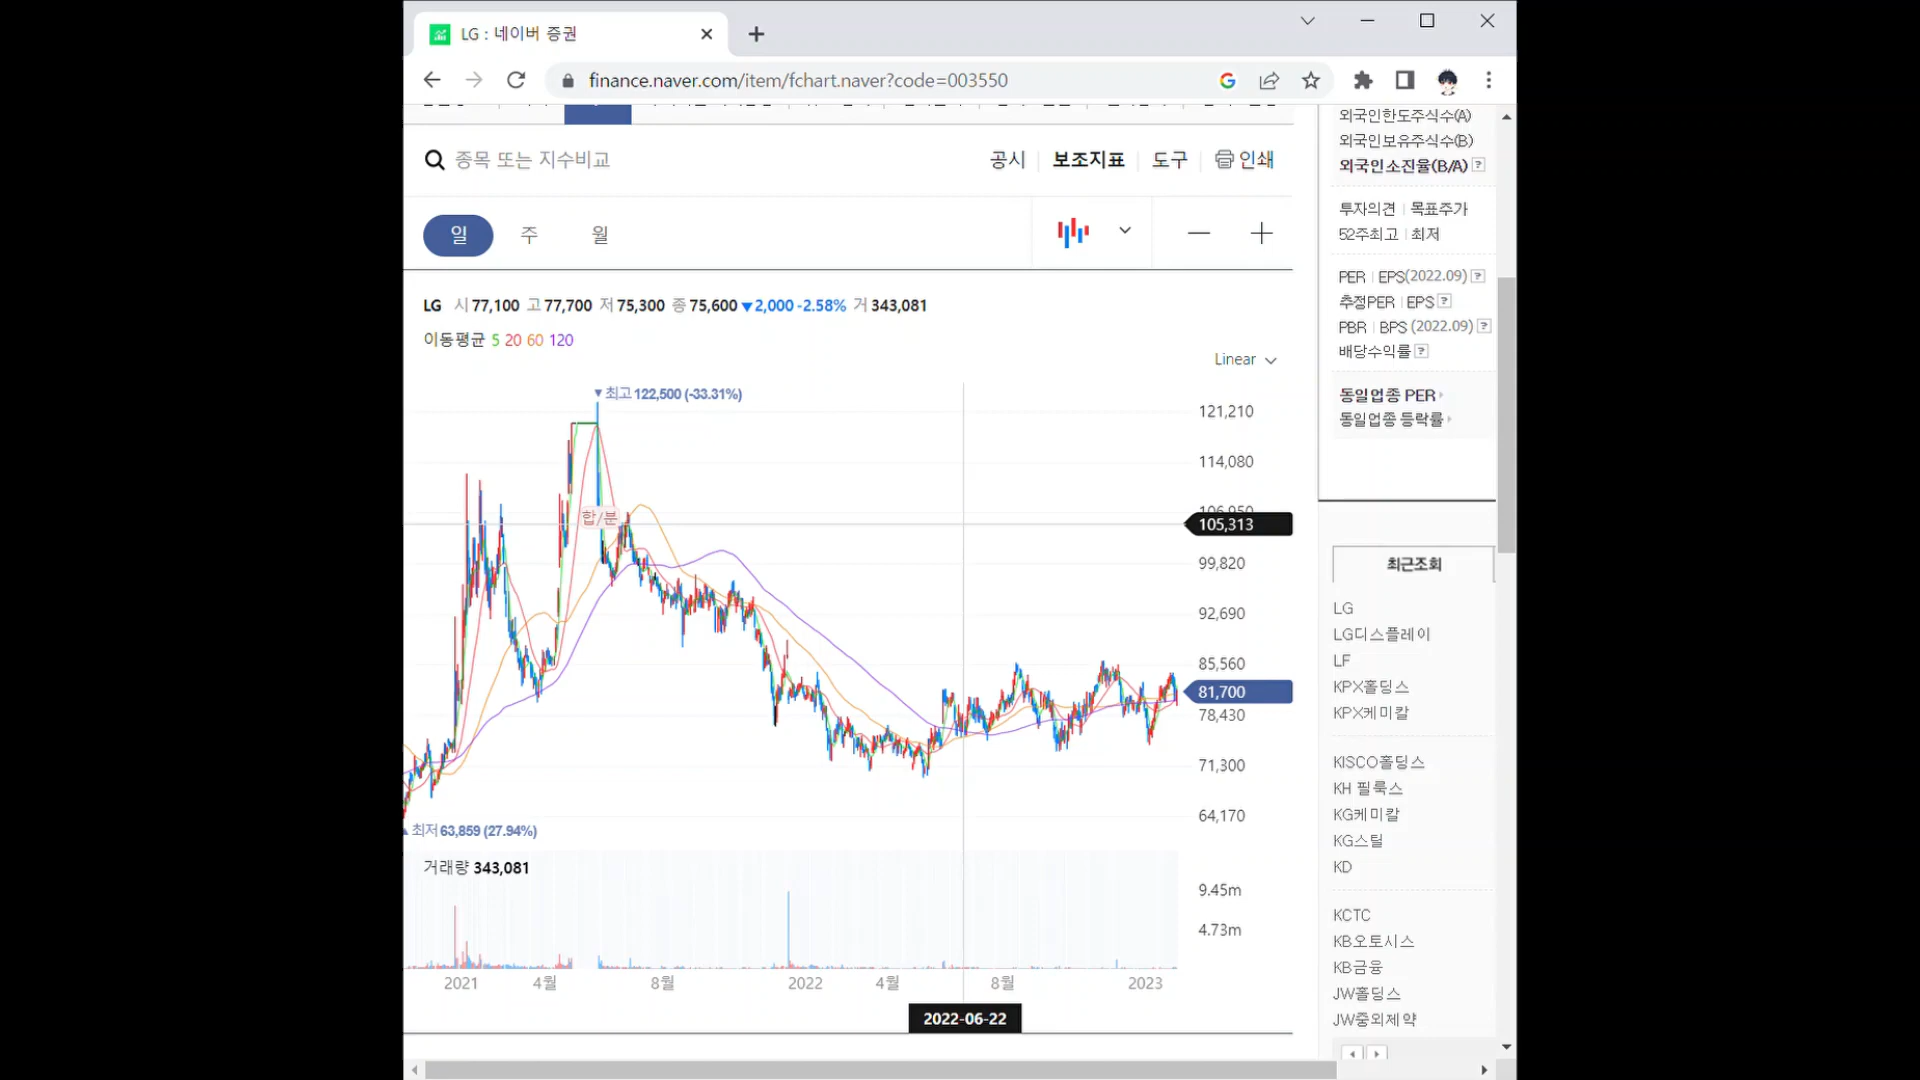 LG : 네이버 증권
finance.naver.com/item/fchart.naver?code=003550
종목 또는 지수비교
공시 보조지표 도구 인쇄
일 주 월
LG 시 77,100 고 77,700 저 75,300 종 75,600 ▼2,000 -2.58% 거 343,081
이동평균 5 20 60 120
Linear
▼최고 122,500 (-33.31%)
합/분
121,210
114,080
106,950
105,313
99,820
92,690
85,560
81,700
78,430
71,300
64,170
▲최저 63,859 (27.94%)
거래량 343,081
9.45m
4.73m
2021 4월 8월 2022 4월 8월 2023
2022-06-22
외국인한도주식수(A)
외국인보유주식수(B)
외국인소진율(B/A) ?
투자의견 | 목표주가
52주최고 | 최저
PER | EPS(2022.09) ?
추정PER | EPS ?
PBR | BPS (2022.09) ?
배당수익률 ?
동일업종 PER
동일업종 등락률
최근조회
LG
LG디스플레이
LF
KPX홀딩스
KPX케미칼
KISCO홀딩스
KH 필룩스
KG케미칼
KG스틸
KD
KCTC
KB오토시스
KB금융
JW홀딩스
JW중외제약